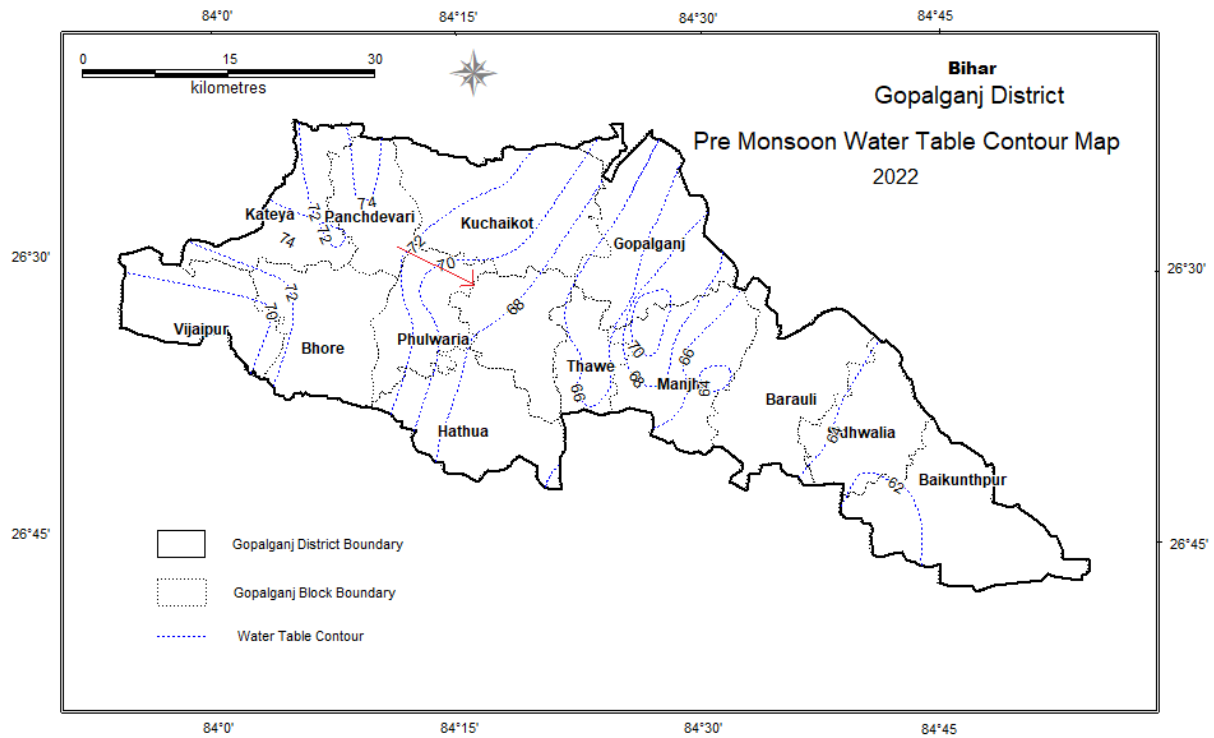 84°0'
84°15'
84°30'
84°45
0 15 30
kilometres
Bihar
Gopalganj District
Pre Monsoon Water Table Contour Map
2022
Kateya
72
72
74
74
Panchdevari
Kuchaikot
72
70
Gopalganj
26°30'
26°30'
Vijaipur
70
72
Bhore
Phulwaria
68
Thawe
66
70
68
66
Manjh
64
Barauli
64
dhwalia
Hathua
62
Baikunthpur
26°45'
26°45'
Gopalganj District Boundary
Gopalganj Block Boundary
Water Table Contour
84°0'
84°15'
84°30'
84°45